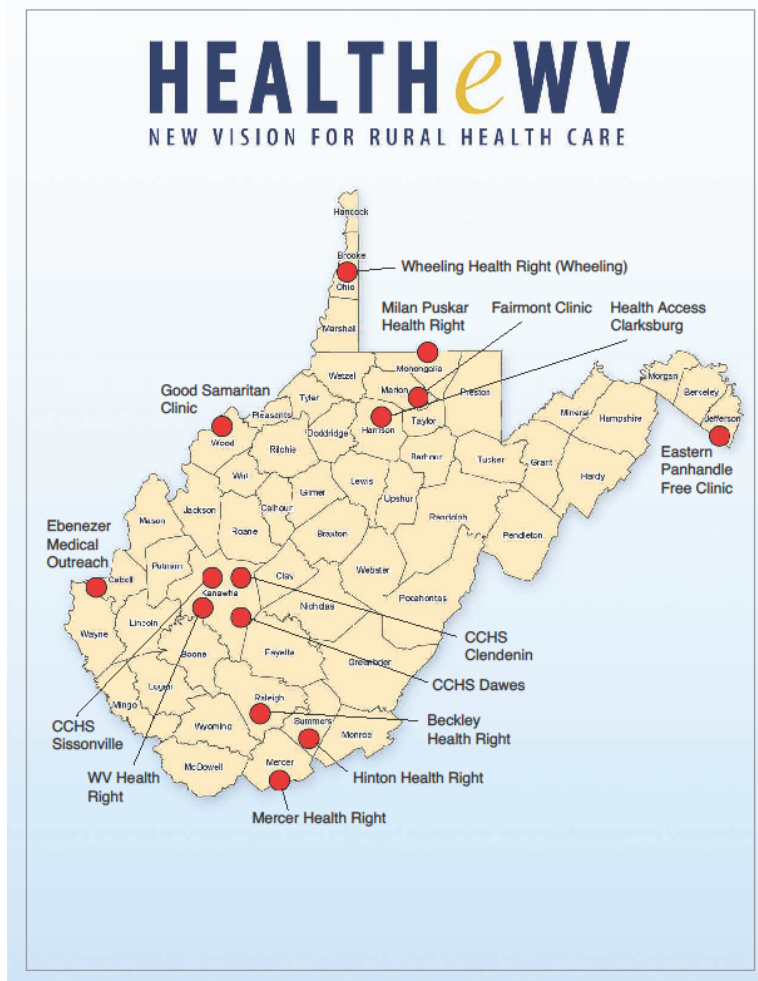 HEALTHeWV
NEW VISION FOR RURAL HEALTH CARE
Hancock
Brooke
Wheeling Health Right (Wheeling)
Ohio
Marshall
Milan Puskar
Health Right
Fairmont Clinic
Health Access
Clarksburg
Wetzel
Monongalia
Marion
Preston
Tyler
Pleasants
Good Samaritan
Clinic
Wood
Doddridge
Harrison
Taylor
Ritchie
Barbour
Tucker
Morgan
Berkeley
Jefferson
Mineral
Hampshire
Grant
Hardy
Eastern
Panhandle
Free Clinic
Wirt
Lewis
Gilmer
Upshur
Jackson
Calhoun
Mason
Roane
Braxton
Randolph
Pendleton
Ebenezer
Medical
Outreach
Cabell
Putnam
Kanawha
Clay
Webster
Nicholas
Pocahontas
Wayne
Lincoln
Boone
Fayette
Greenbrier
CCHS
Clendenin
CCHS Dawes
Logan
Mingo
Raleigh
Wyoming
Summers
Monroe
Beckley
Health Right
CCHS
Sissonville
McDowell
Mercer
WV Health
Right
Hinton Health Right
Mercer Health Right